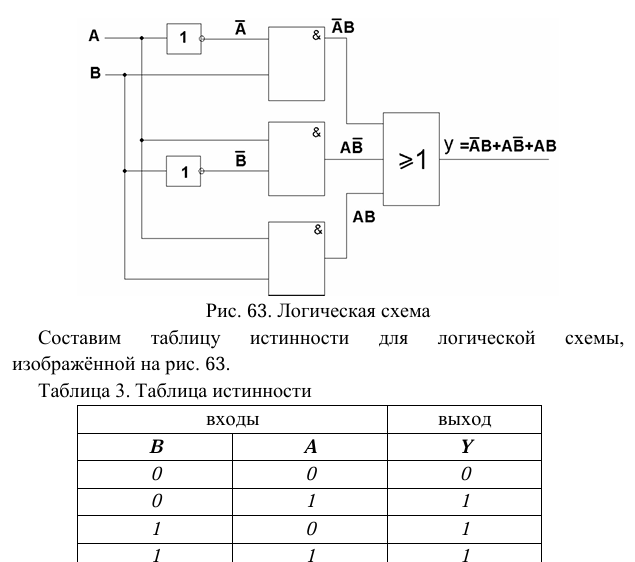 A 1 A̅ & A̅B
B
& AB̅ ⩾1 y =A̅B+AB̅+AB
1 B̅
& AB
Рис. 63. Логическая схема
Составим таблицу истинности для логической схемы,
изображённой на рис. 63.
Таблица 3. Таблица истинности
входы выход
B A Y
0 0 0
0 1 1
1 0 1
1 1 1